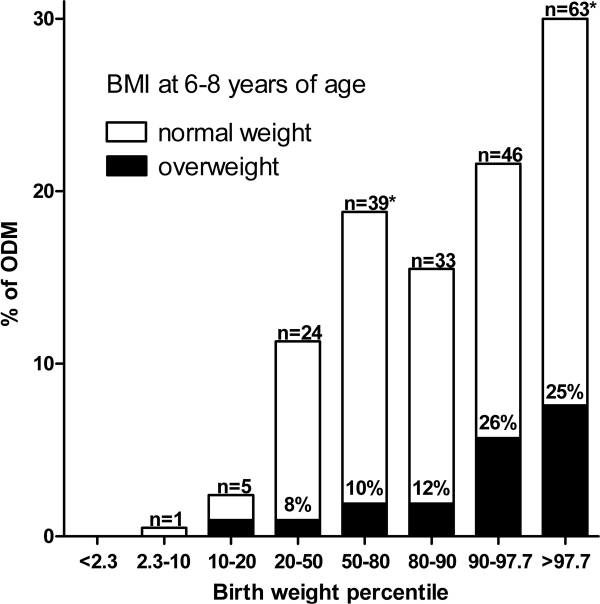 30
n=63*
BMI at 6-8 years of age
normal weight
overweight
n=46
20
n=39*
n=33
n=24
% of ODM
10
25%
26%
n=5
8%
10%
12%
n=1
0
<2.3 2.3-10 10-20 20-50 50-80 80-90 90-97.7 >97.7
Birth weight percentile